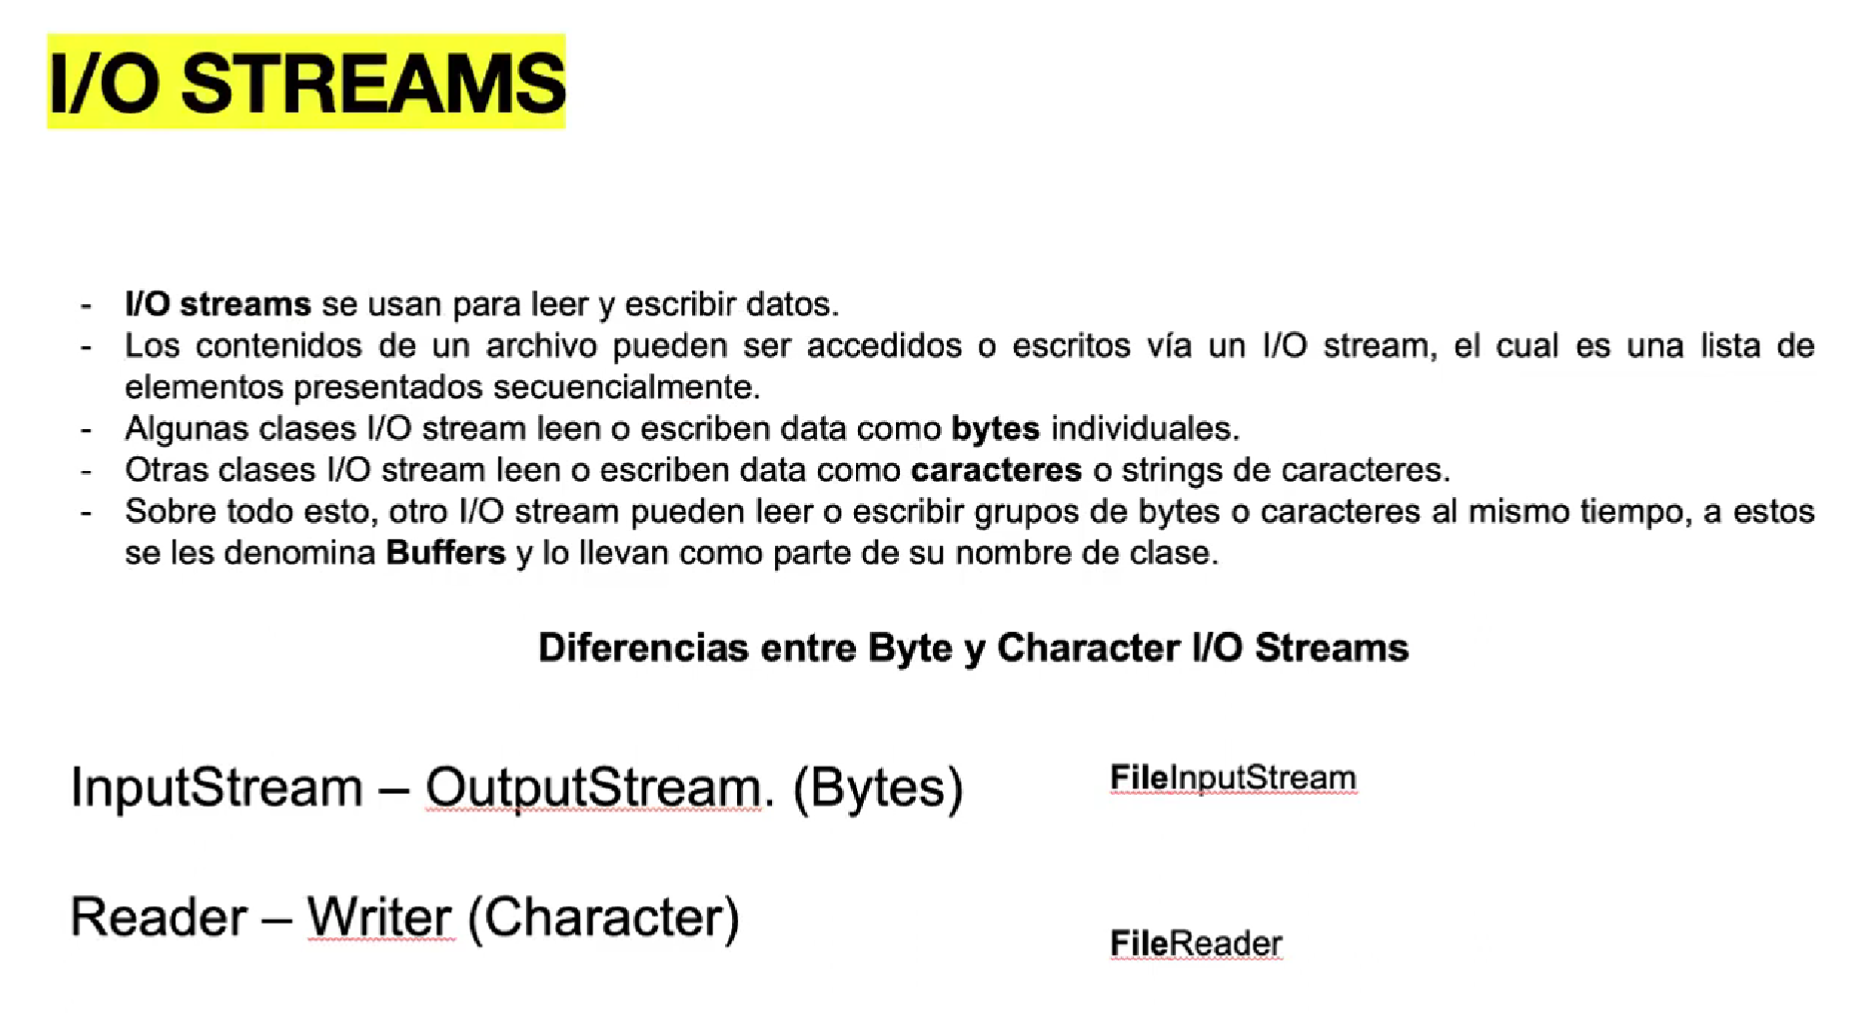 I/O STREAMS
- I/O streams se usan para leer y escribir datos.
- Los contenidos de un archivo pueden ser accedidos o escritos vía un I/O stream, el cual es una lista de
elementos presentados secuencialmente.
- Algunas clases I/O stream leen o escriben data como bytes individuales.
- Otras clases I/O stream leen o escriben data como caracteres o strings de caracteres.
- Sobre todo esto, otro I/O stream pueden leer o escribir grupos de bytes o caracteres al mismo tiempo, a estos
se les denomina Buffers y lo llevan como parte de su nombre de clase.
Diferencias entre Byte y Character I/O Streams
InputStream – OutputStream. (Bytes)
FileInputStream
Reader – Writer (Character)
FileReader